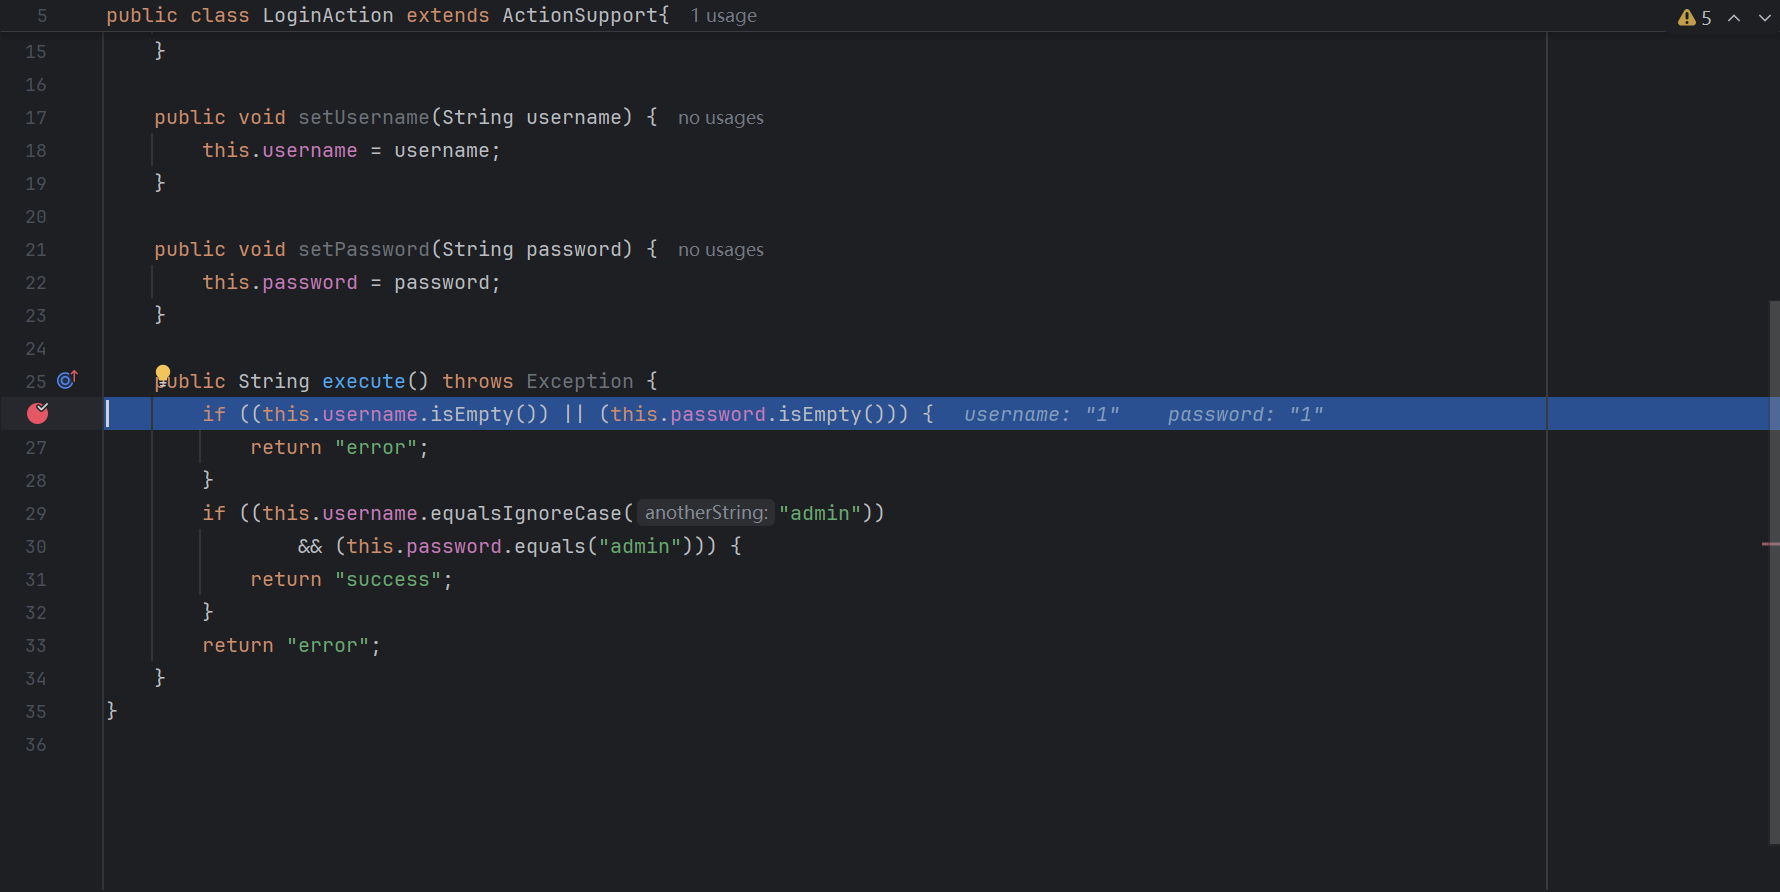 5 public class LoginAction extends ActionSupport{ 1 usage 5
15 }
16
17 public void setUsername(String username) { no usages
18 this.username = username;
19 }
20
21 public void setPassword(String password) { no usages
22 this.password = password;
23 }
24
25 public String execute() throws Exception {
if ((this.username.isEmpty()) || (this.password.isEmpty())) { username: "1" password: "1"
27 return "error";
28 }
29 if ((this.username.equalsIgnoreCase( anotherString: "admin"))
30 && (this.password.equals("admin"))) {
31 return "success";
32 }
33 return "error";
34 }
35 }
36